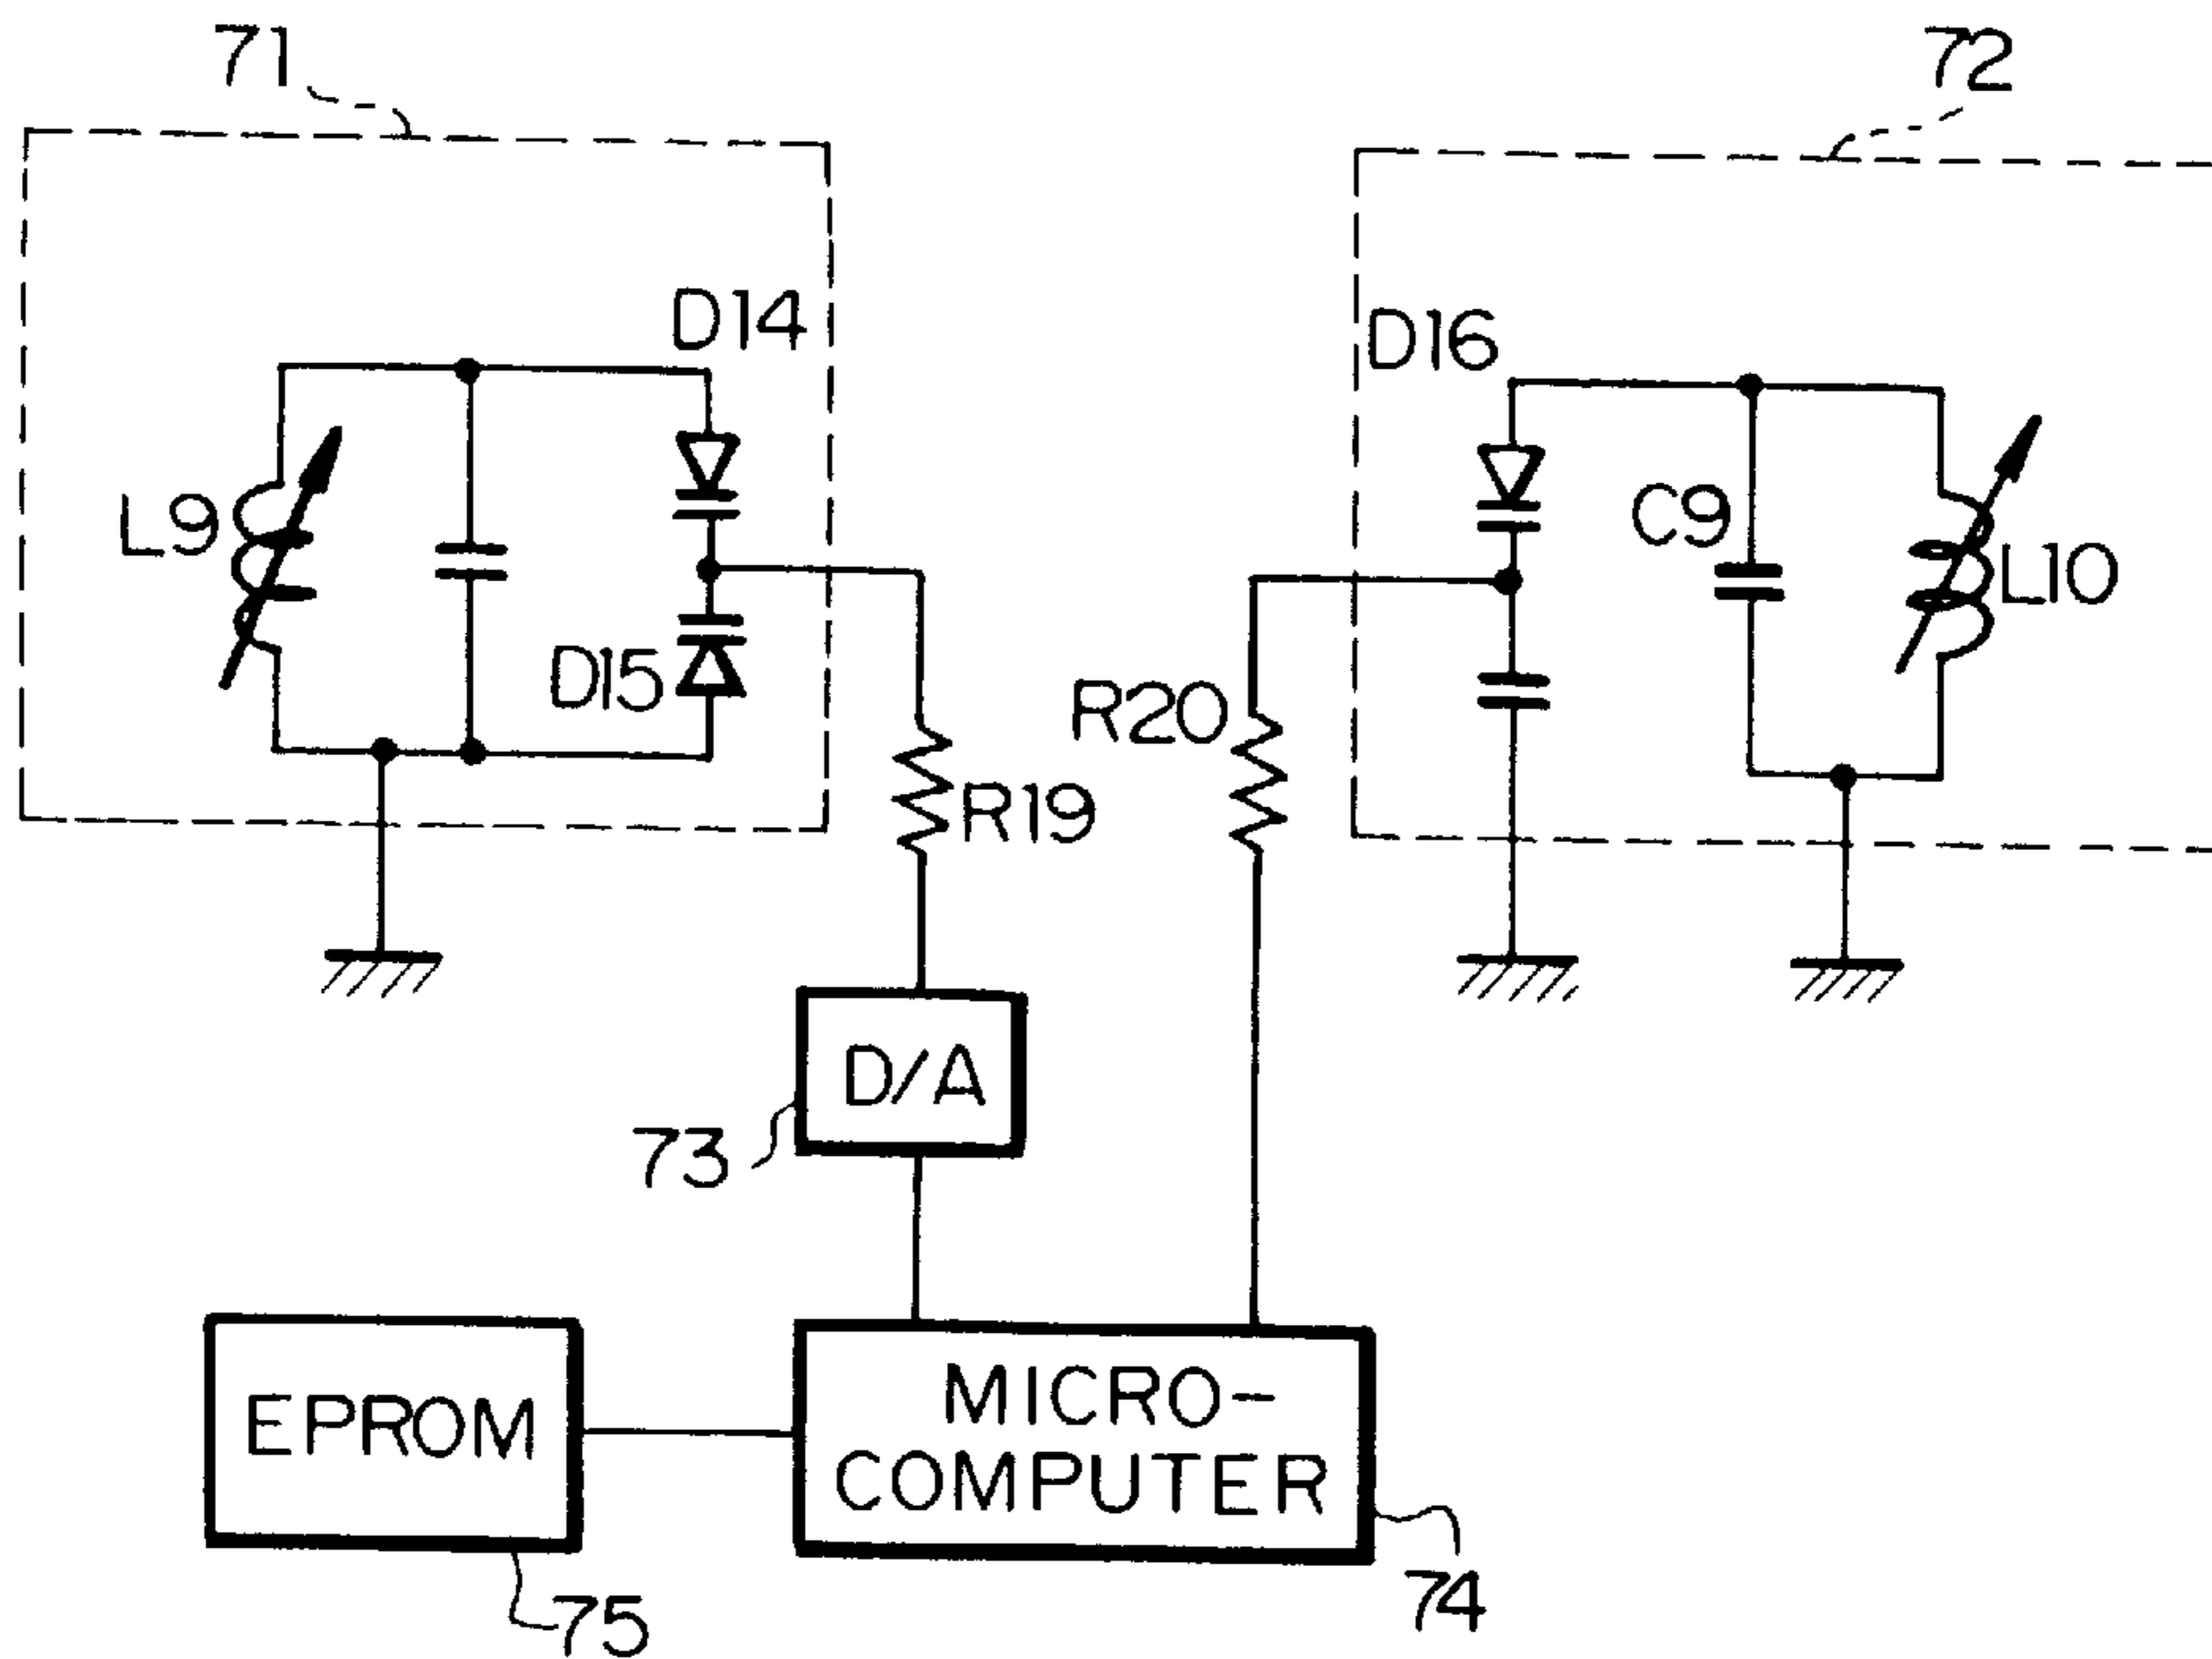 71
72
D14
D16
L9
C9
L10
D15
R20
R19
D/A
73
EPROM
MICRO-
COMPUTER
75
74